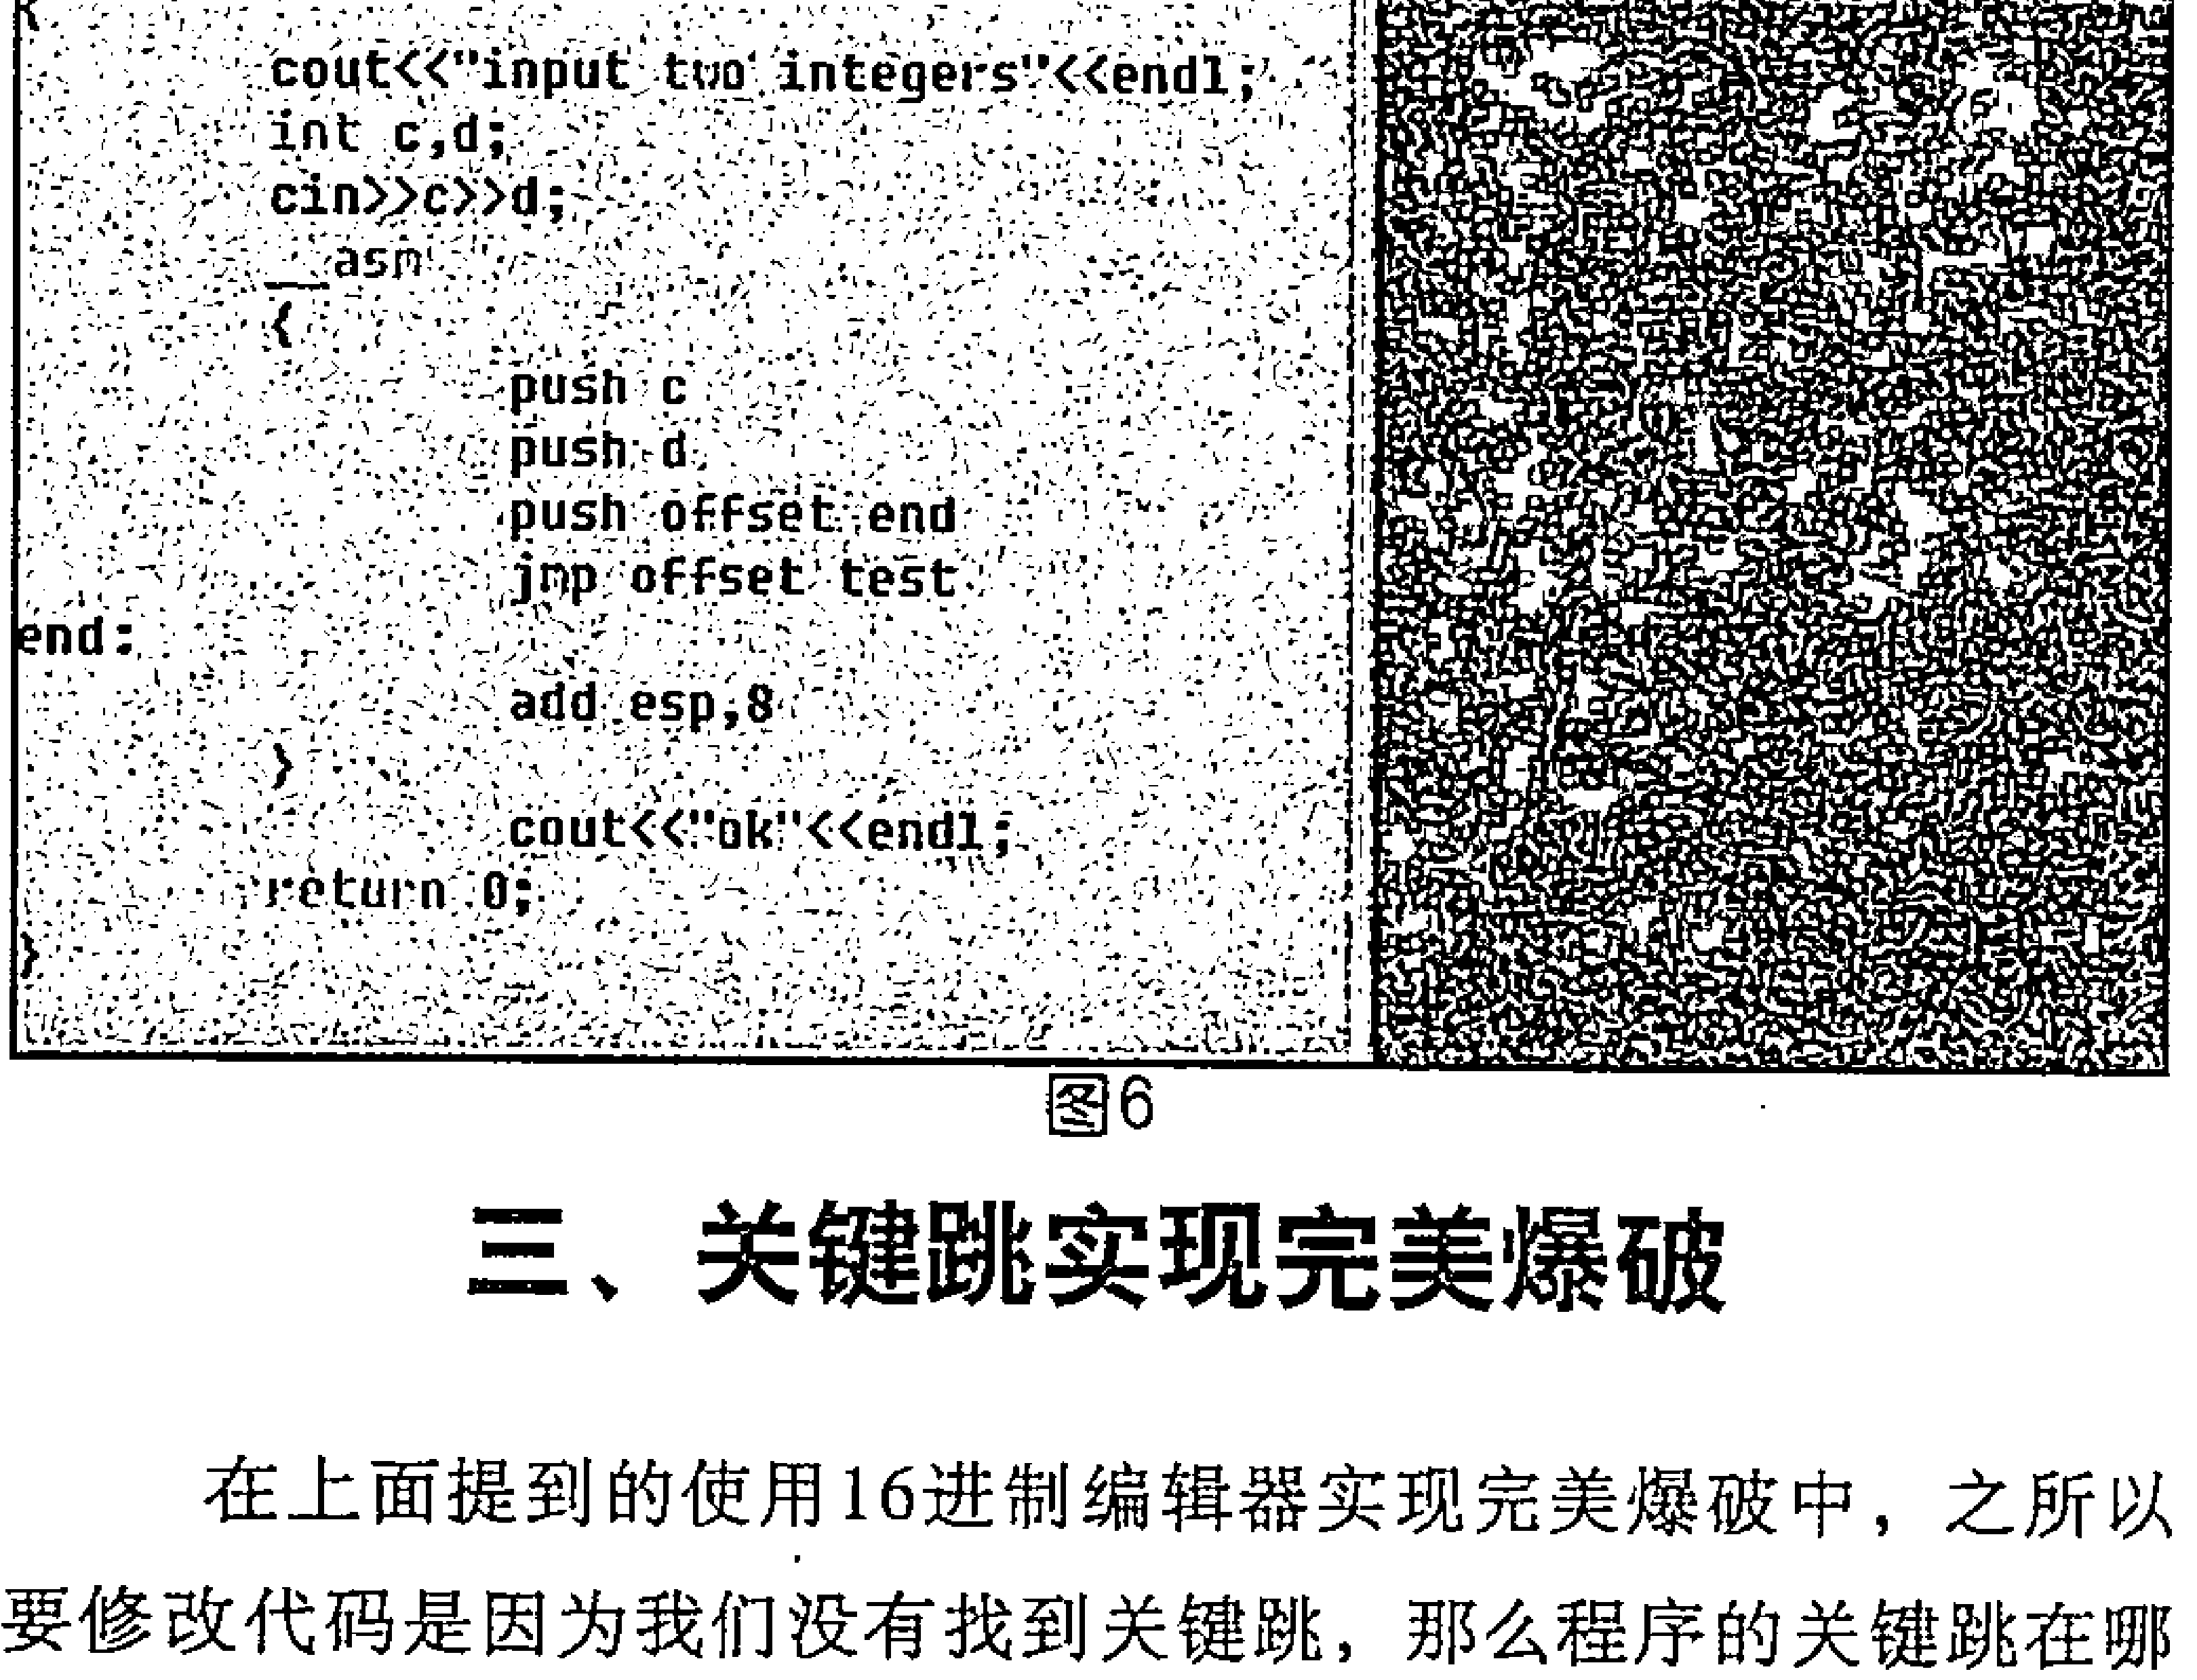 cout<<"input two integers"<<endl;
int c,d;
cin>>c>>d;
__asm
{
push c
push d
push offset end
jmp offset test
end:
add esp,8
}
cout<<"ok"<<endl;
return 0;
}
图6
三、关键跳实现完美爆破
在上面提到的使用16进制编辑器实现完美爆破中，之所以
要修改代码是因为我们没有找到关键跳，那么程序的关键跳在哪